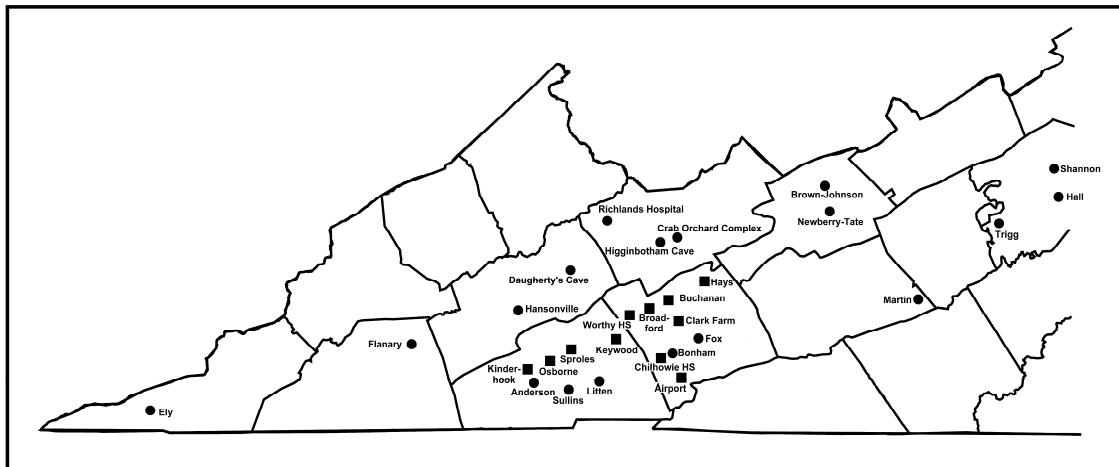 Shannon
Brown-Johnson
Hall
Richlands Hospital
Newberry-Tate
Crab Orchard Complex
Trigg
Higginbotham Cave
Daugherty's Cave
Hays
Buchanan
Martin
Hansonville
Broad-
ford
Clark Farm
Worthy HS
Fox
Flanary
Keywood
Bonham
Sproles
Chilhowie HS
Kinder-
hook
Osborne
Airport
Anderson
Litten
Sullins
Ely